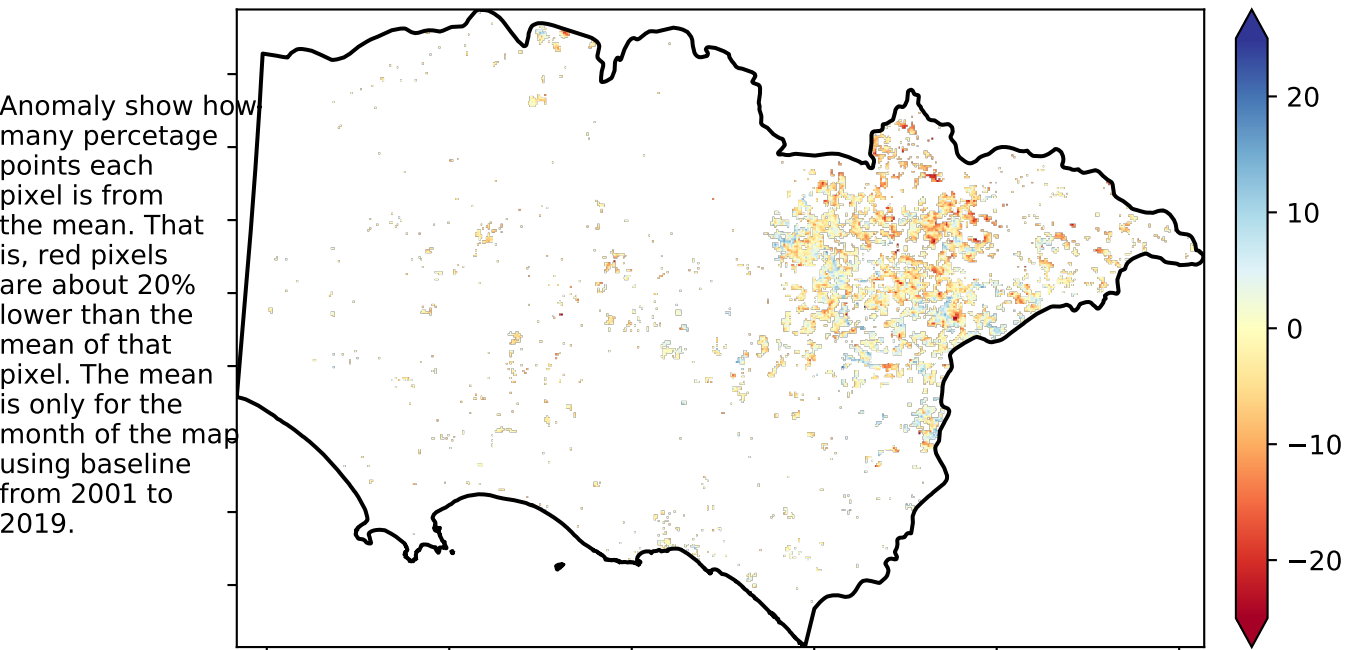 Anomaly show how
many percetage
points each
pixel is from
the mean. That
is, red pixels
are about 20%
lower than the
mean of that
pixel. The mean
is only for the
month of the map
using baseline
from 2001 to
2019.
20
10
0
−10
−20